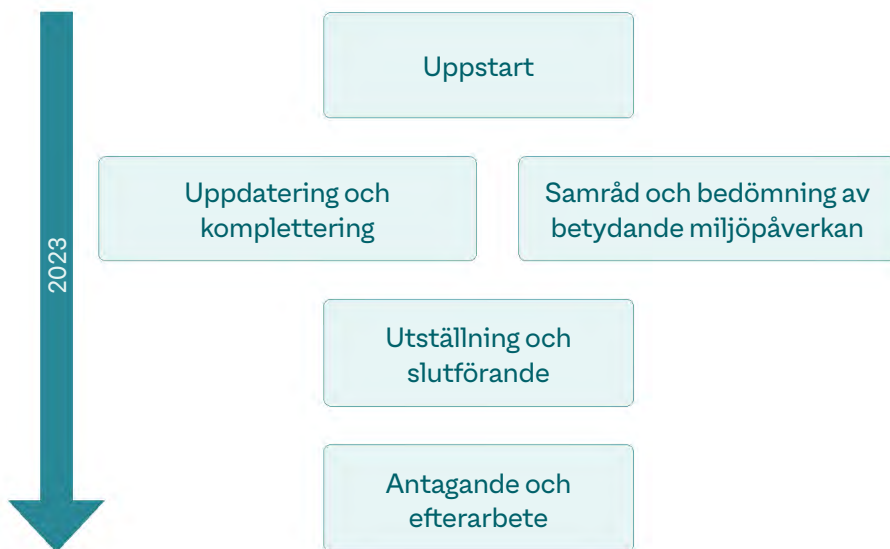 Uppstart
Uppdatering och
komplettering
Samråd och bedömning av
betydande miljöpåverkan
2023
Utställning och
slutförande
Antagande och
efterarbete